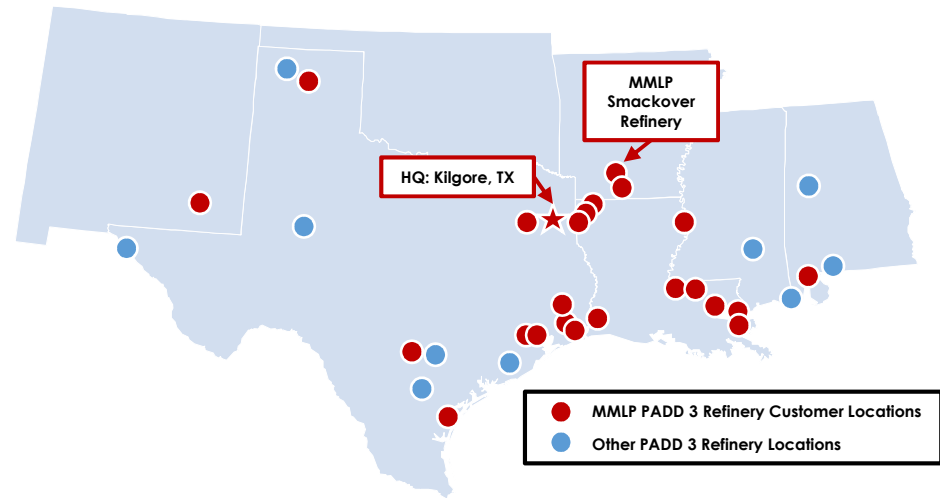 MMLP
Smackover
Refinery
HQ: Kilgore, TX
MMLP PADD 3 Refinery Customer Locations
Other PADD 3 Refinery Locations